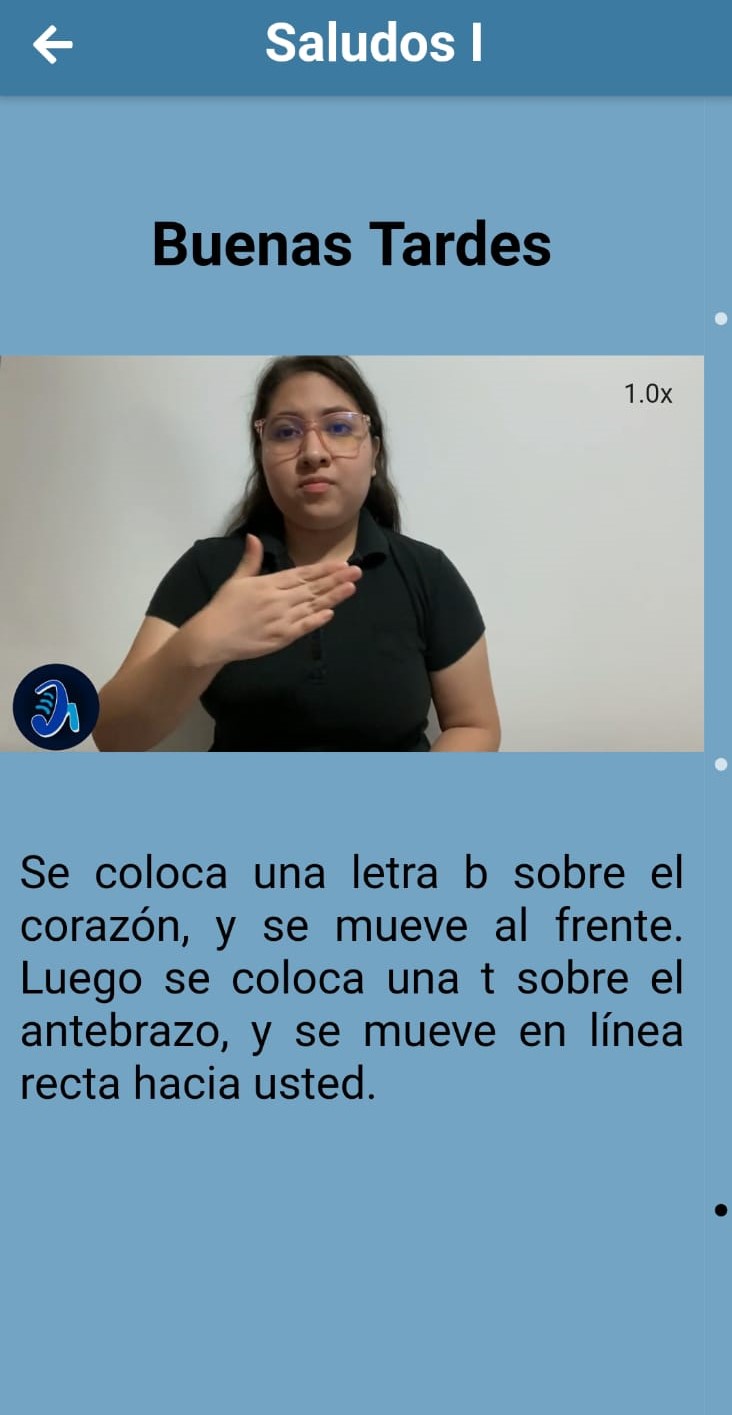 Saludos I
Buenas Tardes
1.0x
Se coloca una letra b sobre el
corazón, y se mueve al frente.
Luego se coloca una t sobre el
antebrazo, y se mueve en línea
recta hacia usted.